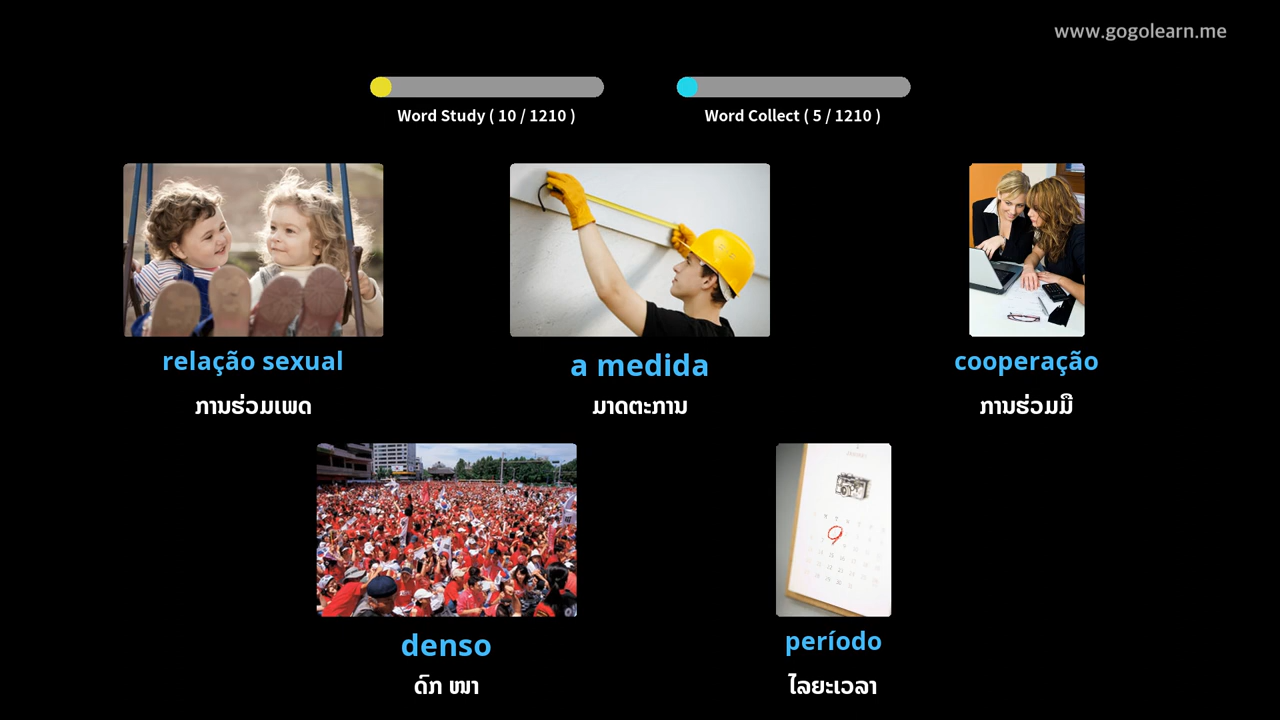 www.gogolearn.me
Word Study ( 10 / 1210 )
Word Collect ( 5 / 1210 )
relação sexual
a medida
cooperação
ການຮ່ວມເພດ
ມາດຕະການ
ການຮ່ວມມື
denso
período
ດົກ ໜາ
ໄລຍະເວລາ